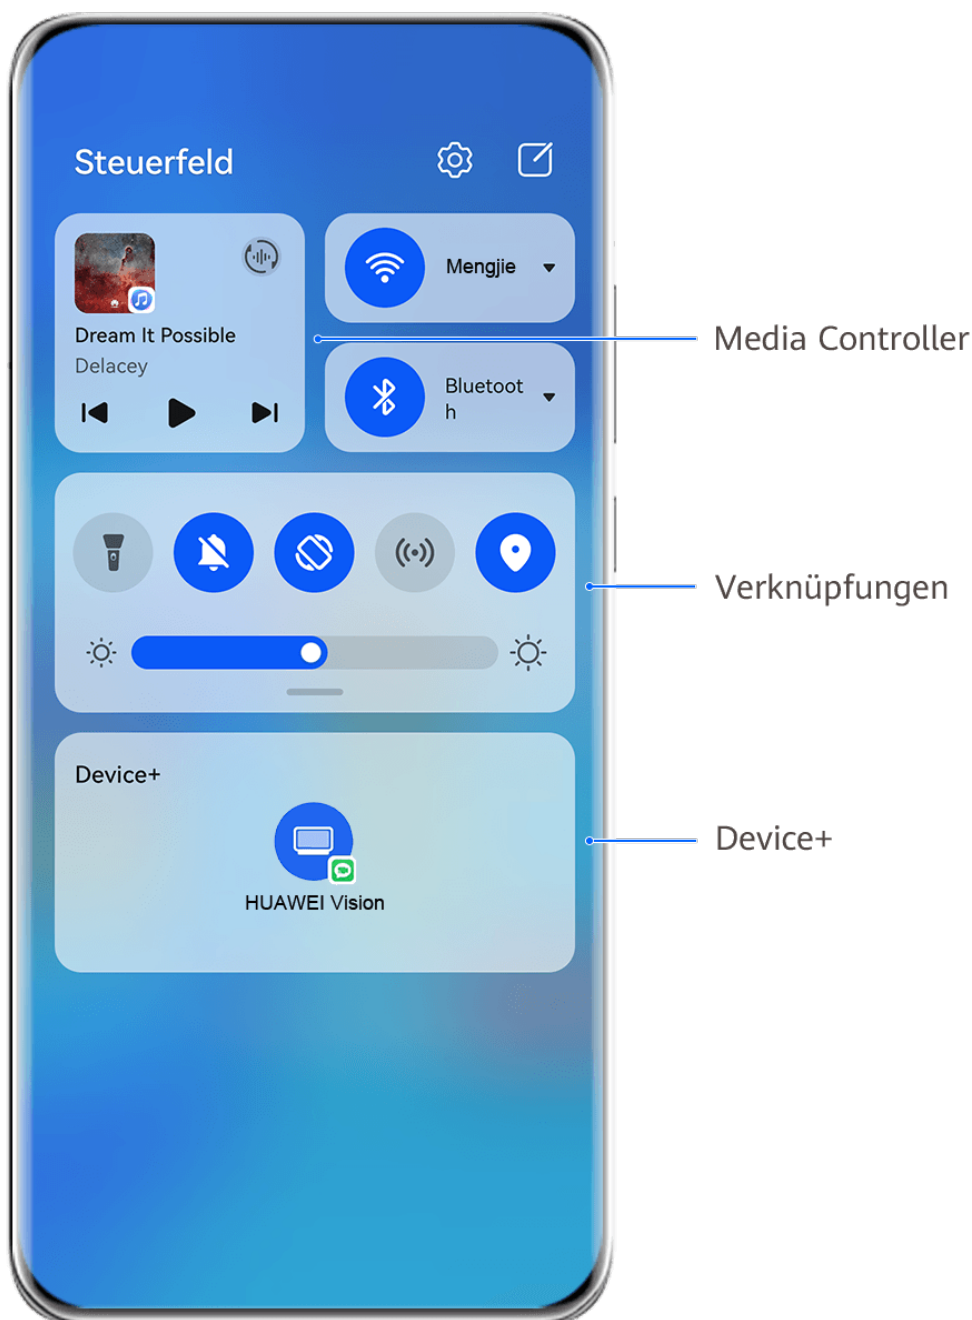 Steuerfeld
Mengjie
Dream It Possible
Delacey
Media Controller
Bluetoot
h
Verknüpfungen
Device+
Device+
HUAWEI Vision